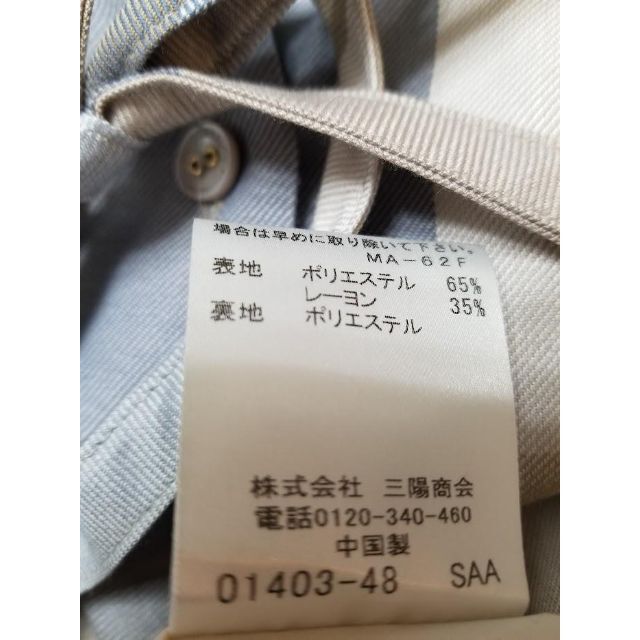 場合は早めに取り除いて下さい。
MA-62F
表地 ポリエステル 65%
レーヨン 35%
裏地 ポリエステル
株式会社 三陽商会
電話0120-340-460
中国製
01403-48 SAA